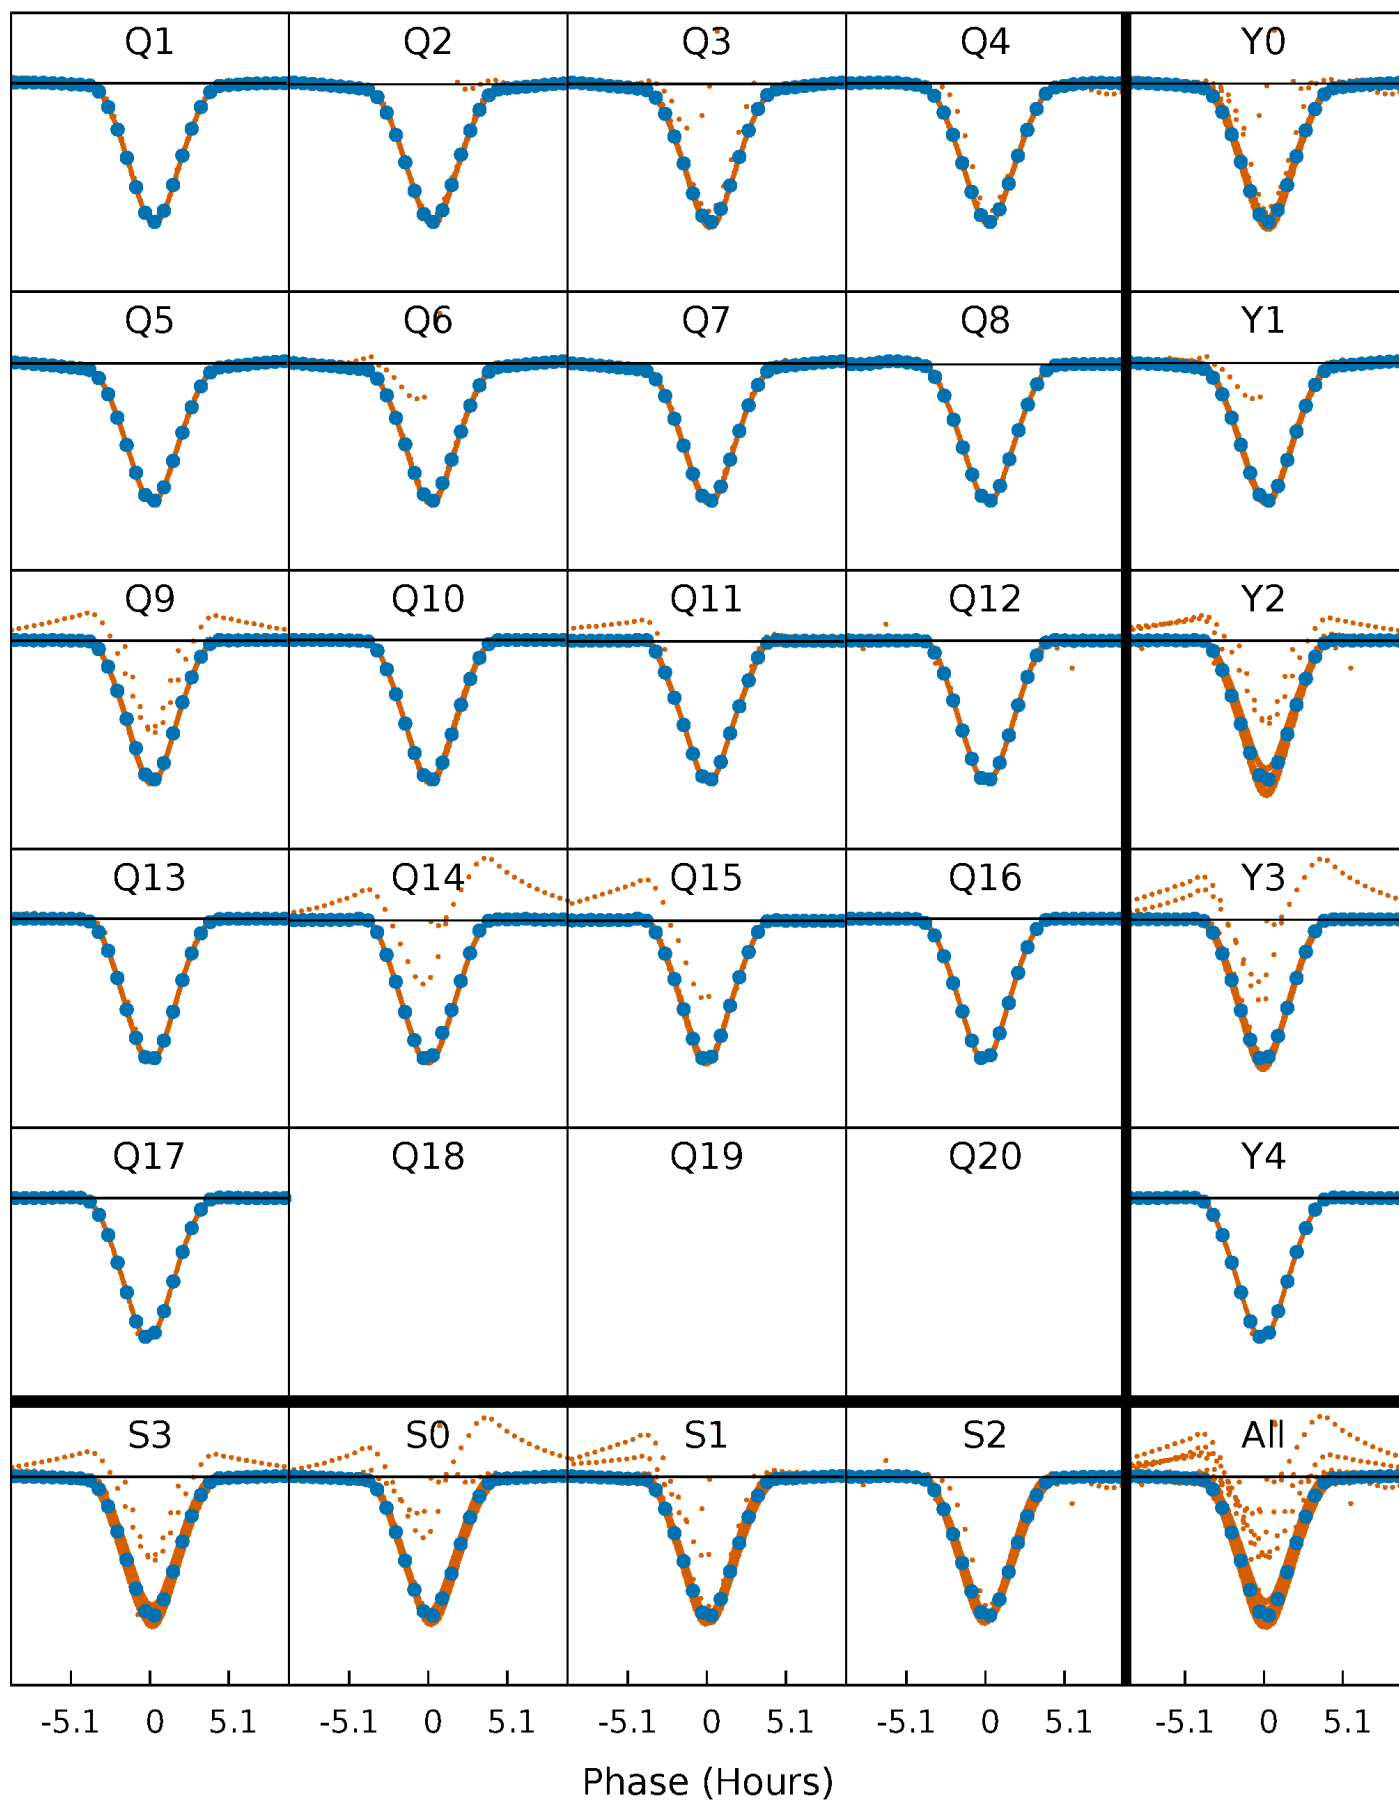 Q1 Q2 Q3 Q4 Y0
Q5 Q6 Q7 Q8 Y1
Q9 Q10 Q11 Q12 Y2
Q13 Q14 Q15 Q16 Y3
Q17 Q18 Q19 Q20 Y4
S3 S0 S1 S2 All
-5.1 0 5.1 -5.1 0 5.1 -5.1 0 5.1 -5.1 0 5.1 -5.1 0 5.1
Phase (Hours)